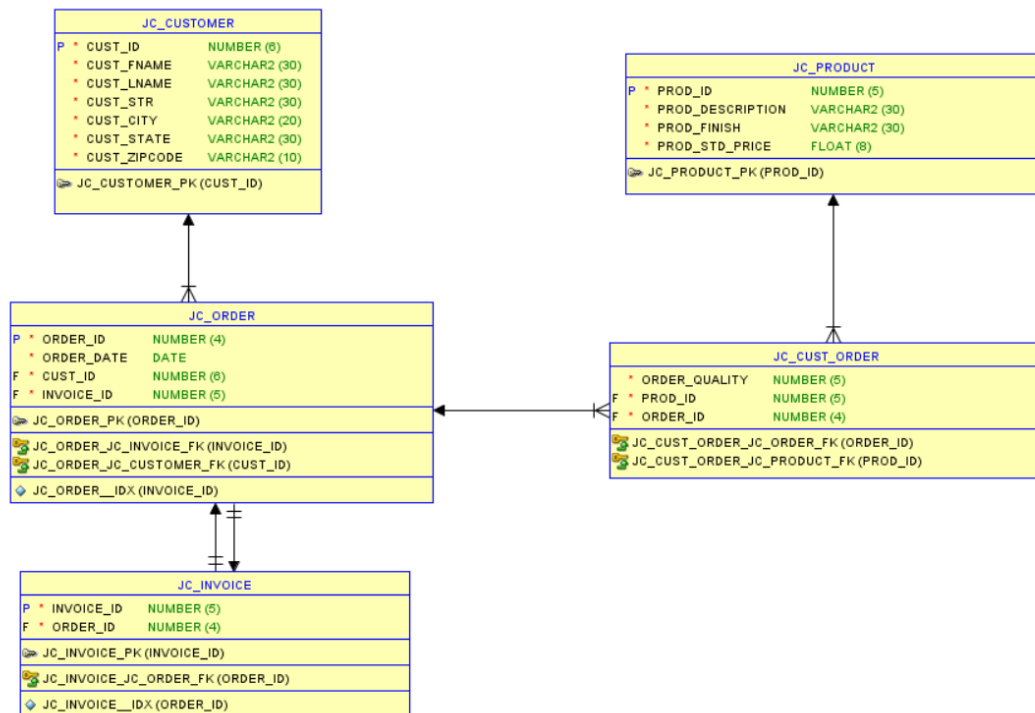 JC_CUSTOMER
P * CUST_ID NUMBER (6)
* CUST_FNAME VARCHAR2 (30)
* CUST_LNAME VARCHAR2 (30)
* CUST_STR VARCHAR2 (30)
* CUST_CITY VARCHAR2 (20)
* CUST_STATE VARCHAR2 (30)
* CUST_ZIPCODE VARCHAR2 (10)
JC_CUSTOMER_PK (CUST_ID)
JC_PRODUCT
P * PROD_ID NUMBER (5)
* PROD_DESCRIPTION VARCHAR2 (30)
* PROD_FINISH VARCHAR2 (30)
* PROD_STD_PRICE FLOAT (8)
JC_PRODUCT_PK (PROD_ID)
JC_ORDER
P * ORDER_ID NUMBER (4)
* ORDER_DATE DATE
F * CUST_ID NUMBER (6)
F * INVOICE_ID NUMBER (5)
JC_ORDER_PK (ORDER_ID)
JC_ORDER_JC_INVOICE_FK (INVOICE_ID)
JC_ORDER_JC_CUSTOMER_FK (CUST_ID)
JC_ORDER__IDX (INVOICE_ID)
JC_CUST_ORDER
* ORDER_QUALITY NUMBER (5)
F * PROD_ID NUMBER (5)
F * ORDER_ID NUMBER (4)
JC_CUST_ORDER_JC_ORDER_FK (ORDER_ID)
JC_CUST_ORDER_JC_PRODUCT_FK (PROD_ID)
JC_INVOICE
P * INVOICE_ID NUMBER (5)
F * ORDER_ID NUMBER (4)
JC_INVOICE_PK (INVOICE_ID)
JC_INVOICE_JC_ORDER_FK (ORDER_ID)
JC_INVOICE__IDX (ORDER_ID)